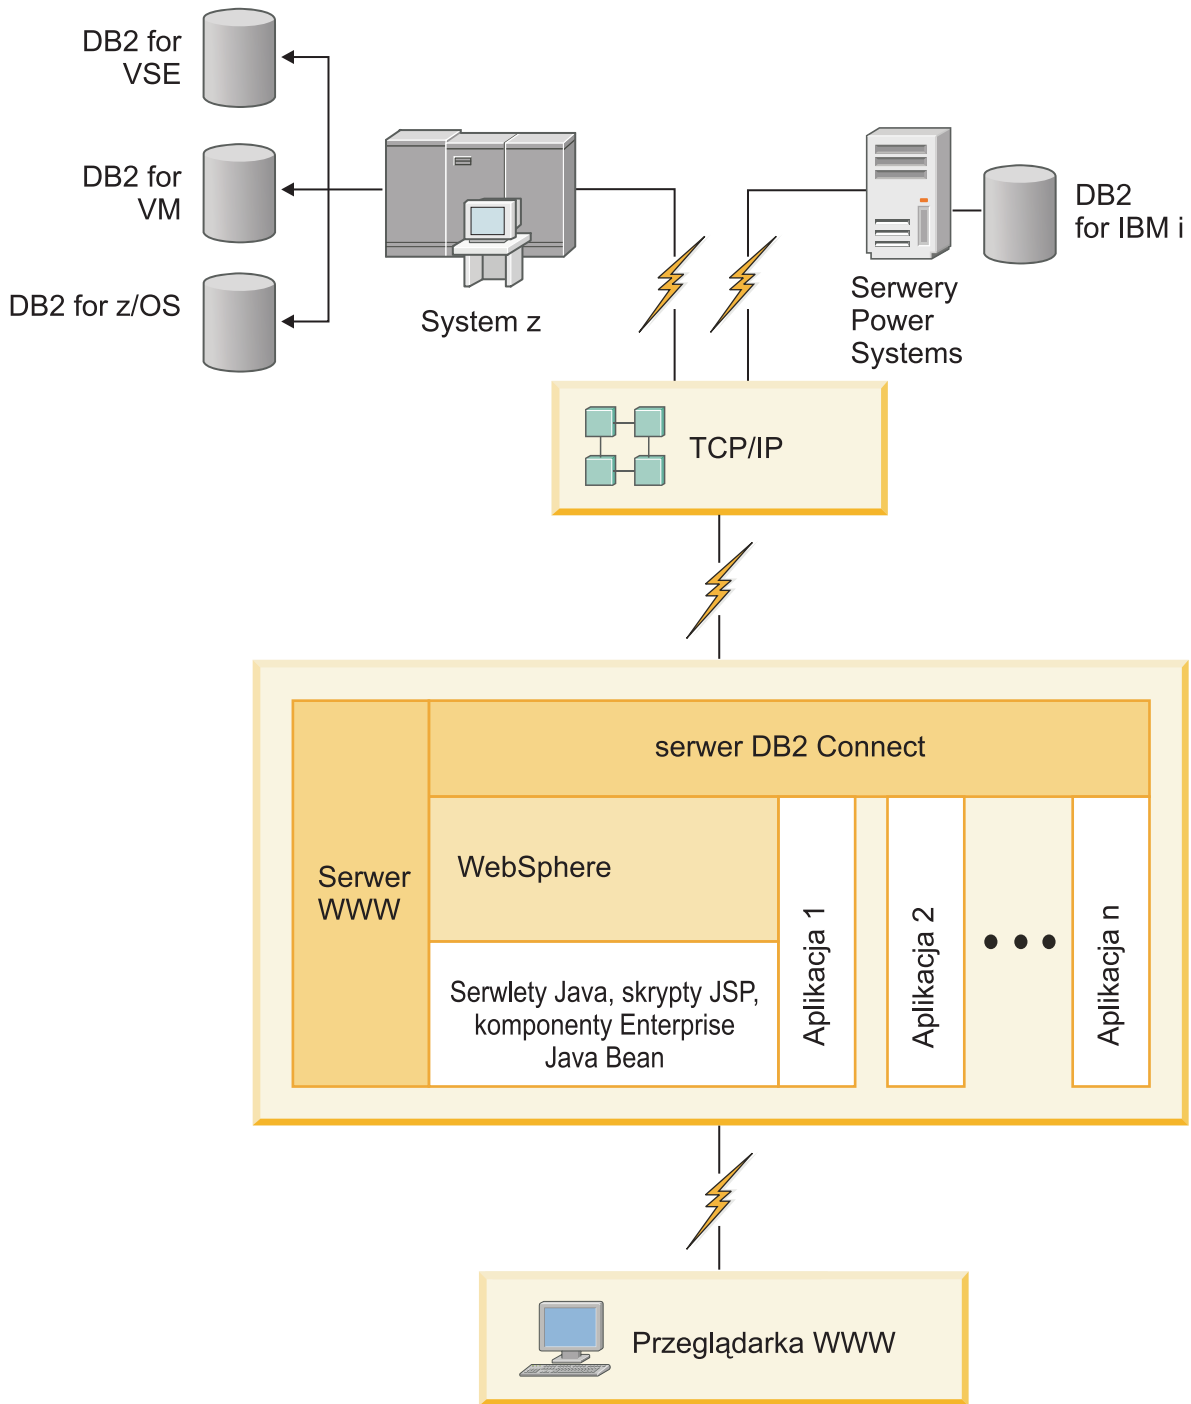 DB2 for
VSE
DB2 for
VM
DB2 for z/OS
System z
DB2
for IBM i
Serwery
Power
Systems
TCP/IP
serwer DB2 Connect
Serwer
WWW
WebSphere
Serwlety Java, skrypty JSP,
komponenty Enterprise
Java Bean
Aplikacja 1
Aplikacja 2
Aplikacja n
Przeglądarka WWW